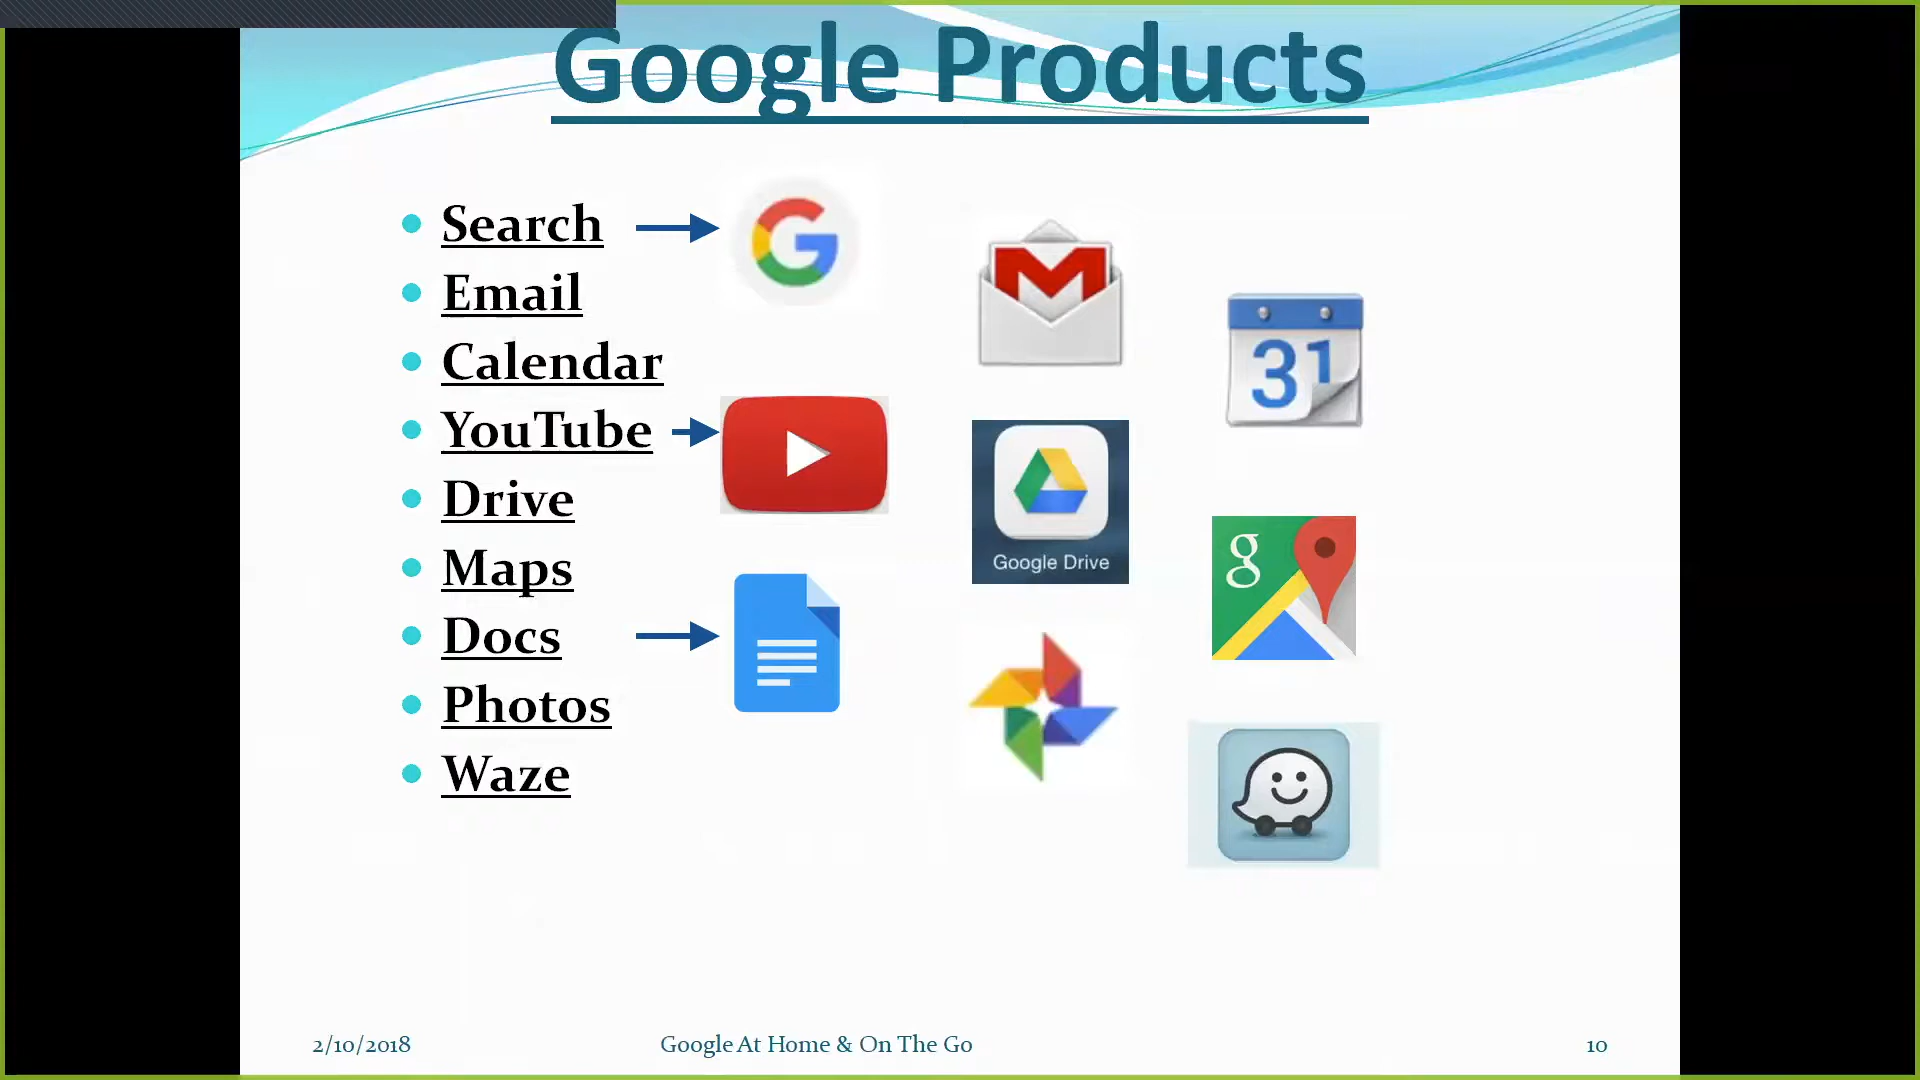 Google Products
Search
Email
Calendar
YouTube
Drive
Maps
Docs
Photos
Waze
G
M
31
Google Drive
g
2/10/2018
Google At Home & On The Go
10